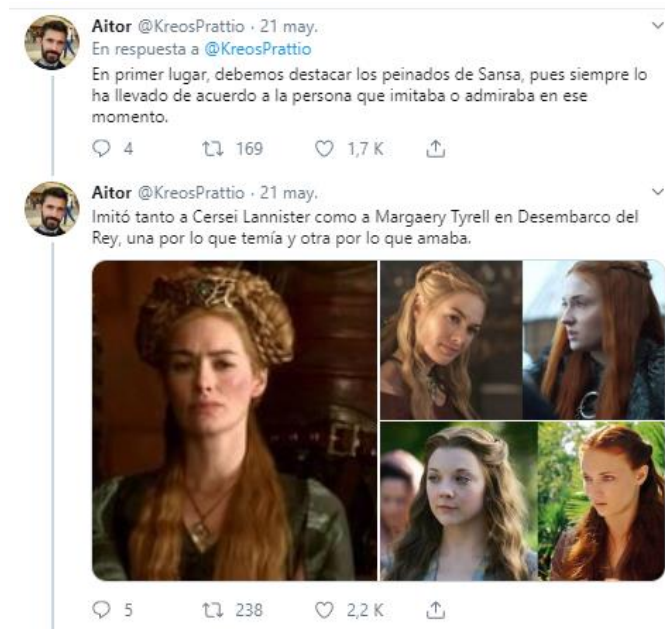 Aitor @KreosPrattio · 21 may.
En respuesta a @KreosPrattio
En primer lugar, debemos destacar los peinados de Sansa, pues siempre lo
ha llevado de acuerdo a la persona que imitaba o admiraba en ese
momento.
4 169 1,7 K
Aitor @KreosPrattio · 21 may.
Imitó tanto a Cersei Lannister como a Margaery Tyrell en Desembarco del
Rey, una por lo que temía y otra por lo que amaba.
5 238 2,2 K